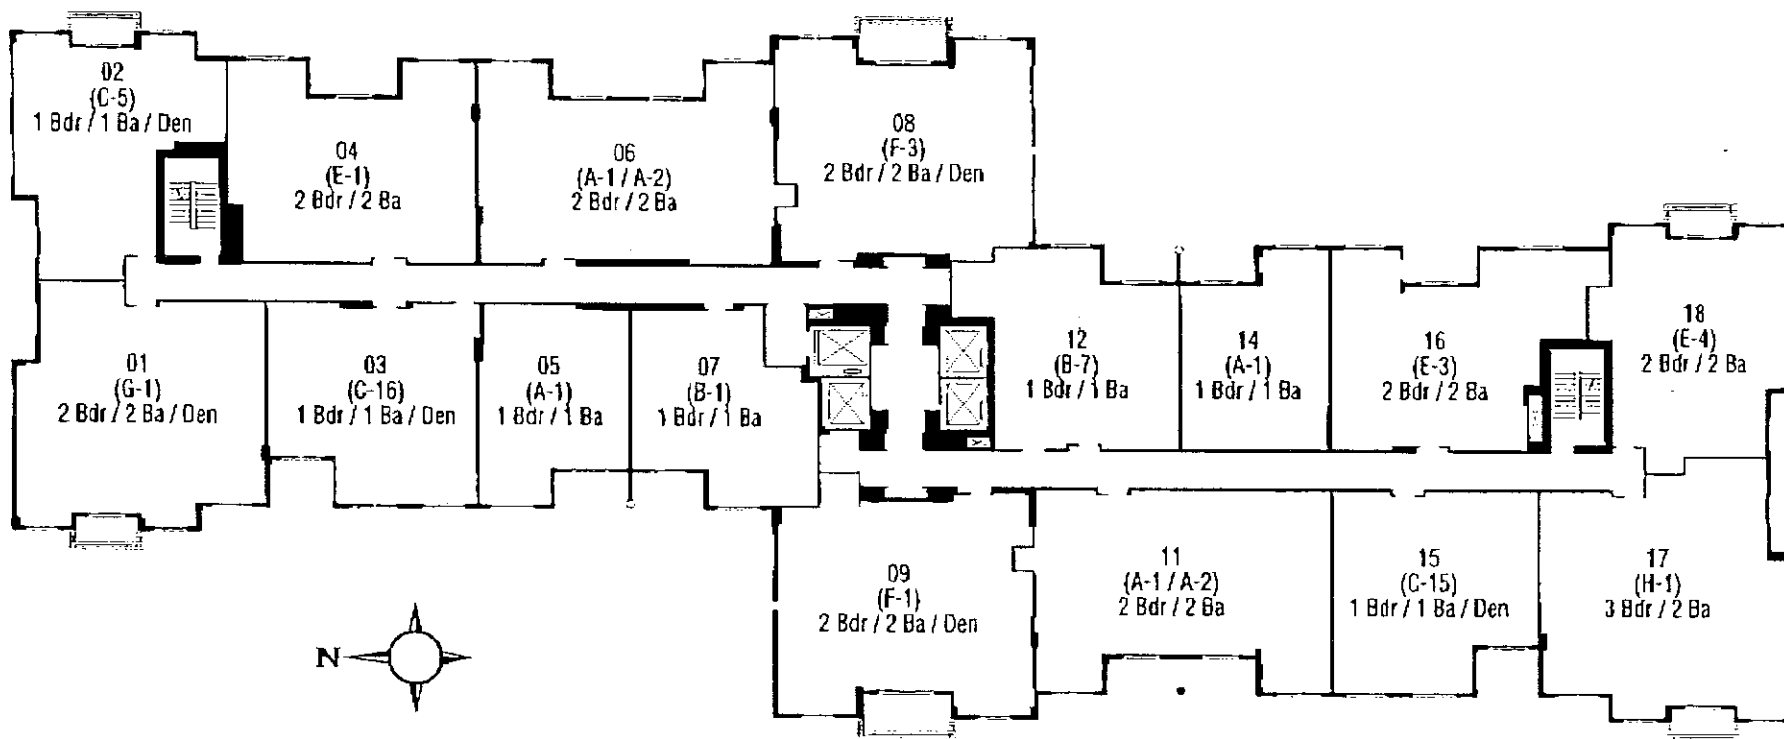 02
(C-5)
1 Bdr / 1 Ba / Den
04
(E-1)
2 Bdr / 2 Ba
06
(A-1 / A-2)
2 Bdr / 2 Ba
08
(F-3)
2 Bdr / 2 Ba / Den
01
(G-1)
2 Bdr / 2 Ba / Den
03
(C-16)
1 Bdr / 1 Ba / Den
05
(A-1)
1 Bdr / 1 Ba
07
(B-1)
1 Bdr / 1 Ba
12
(B-7)
1 Bdr / 1 Ba
14
(A-1)
1 Bdr / 1 Ba
16
(E-3)
2 Bdr / 2 Ba
18
(E-4)
2 Bdr / 2 Ba
09
(F-1)
2 Bdr / 2 Ba / Den
11
(A-1 / A-2)
2 Bdr / 2 Ba
15
(C-15)
1 Bdr / 1 Ba / Den
17
(H-1)
3 Bdr / 2 Ba
N